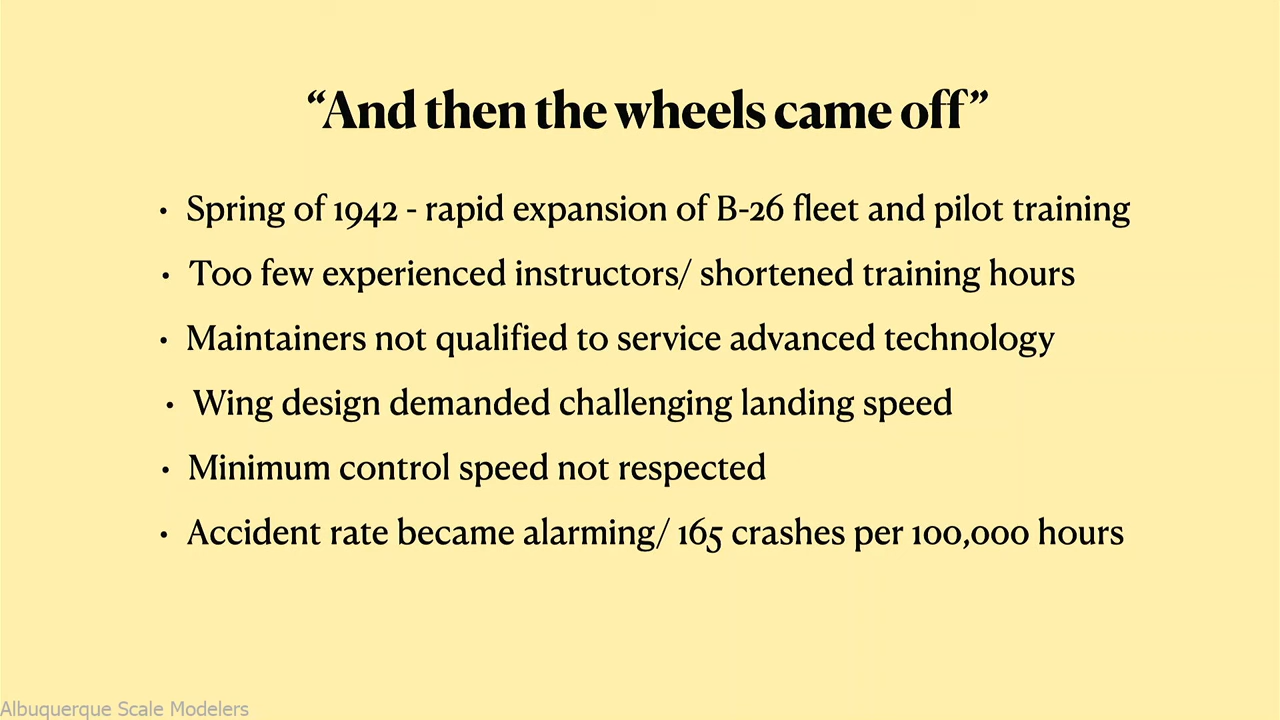 “And then the wheels came off”
• Spring of 1942 - rapid expansion of B-26 fleet and pilot training
• Too few experienced instructors/ shortened training hours
• Maintainers not qualified to service advanced technology
• Wing design demanded challenging landing speed
• Minimum control speed not respected
• Accident rate became alarming/ 165 crashes per 100,000 hours
Albuquerque Scale Modelers